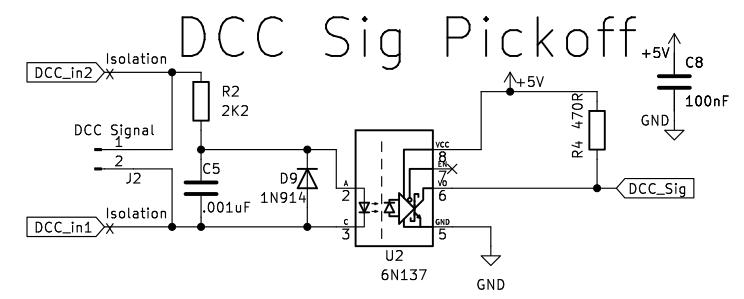 DCC Sig Pickoff
Isolation
DCC_in2
R2
2K2
DCC Signal
1
2
J2
C5
.001uF
D9
1N914
Isolation
DCC_in1
A
2
C
3
VCC
8
EN
7
VO
6
GND
5
U2
6N137
+5V
R4 470R
DCC_Sig
GND
+5V
C8
100nF
GND